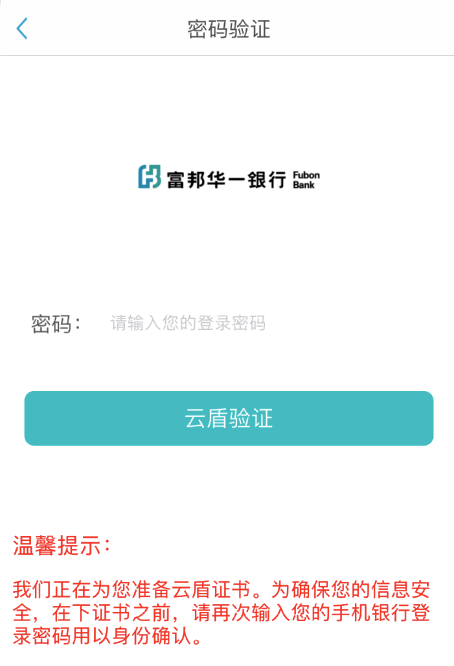 密码验证
富邦华一银行 Fubon
Bank
密码：
请输入您的登录密码
云盾验证
温馨提示：
我们正在为您准备云盾证书。为确保您的信息安
全，在下证书之前，请再次输入您的手机银行登
录密码用以身份确认。